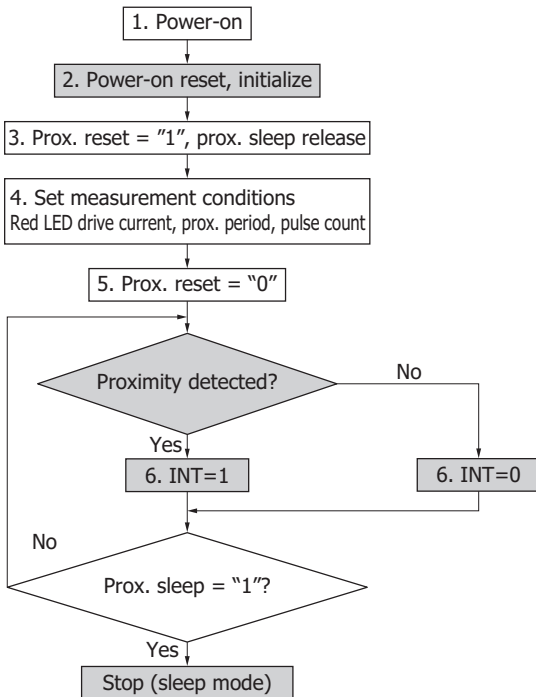 1. Power-on
2. Power-on reset, initialize
3. Prox. reset = ”1”, prox. sleep release
4. Set measurement conditions
Red LED drive current, prox. period, pulse count
5. Prox. reset = “0”
Proximity detected?
No
Yes
6. INT=1
6. INT=0
No
Prox. sleep = “1”?
Yes
Stop (sleep mode)